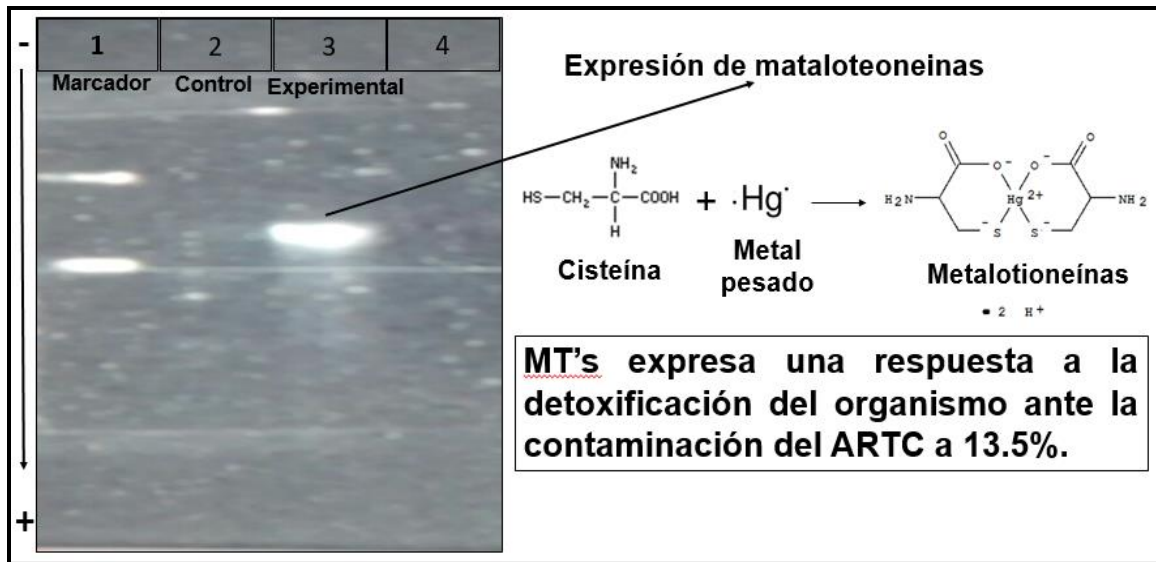 -
1 2 3 4
Marcador Control Experimental
+
Expresión de mataloteoneinas
NH2
HS—CH2—C—COOH
H
Cisteína
+
·Hg·
Metal
pesado
O O
O- -O
H2N Hg 2+ NH2
-S S-
Metalotioneínas
• 2 H+
MT's expresa una respuesta a la
detoxificación del organismo ante la
contaminación del ARTC a 13.5%.